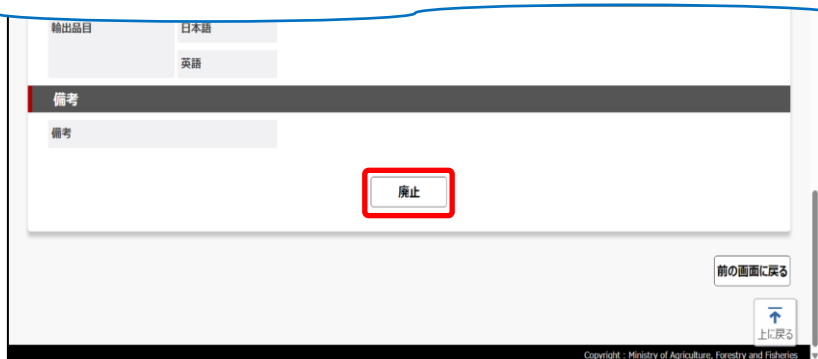 輸出品目 日本語
英語
備考
備考
廃止
前の画面に戻る
上に戻る
Copyright : Ministry of Agriculture, Forestry and Fisheries